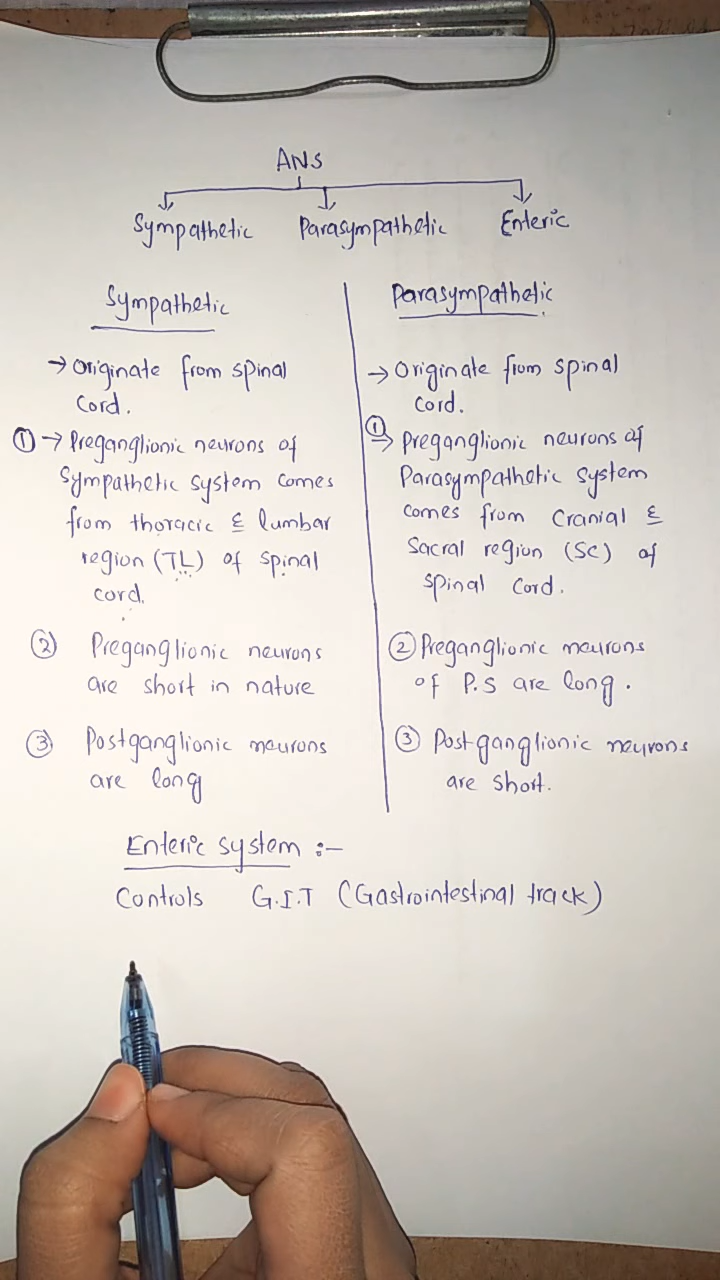 ANS
Sympathetic Parasympathetic Enteric
Sympathetic
→ Originate from spinal
cord.
① → Preganglionic neurons of
Sympathetic system comes
from thoracic & lumbar
region (TL) of spinal
cord.
② Preganglionic neurons
are short in nature
③ Postganglionic neurons
are long
Parasympathetic
→ Originate from spinal
cord.
① → Preganglionic neurons of
Parasympathetic system
comes from Cranial &
Sacral region (SC) of
Spinal Cord.
② Preganglionic neurons
of P.S are long.
③ Postganglionic neurons
are short.
Enteric system :-
Controls G.I.T (Gastrointestinal track)